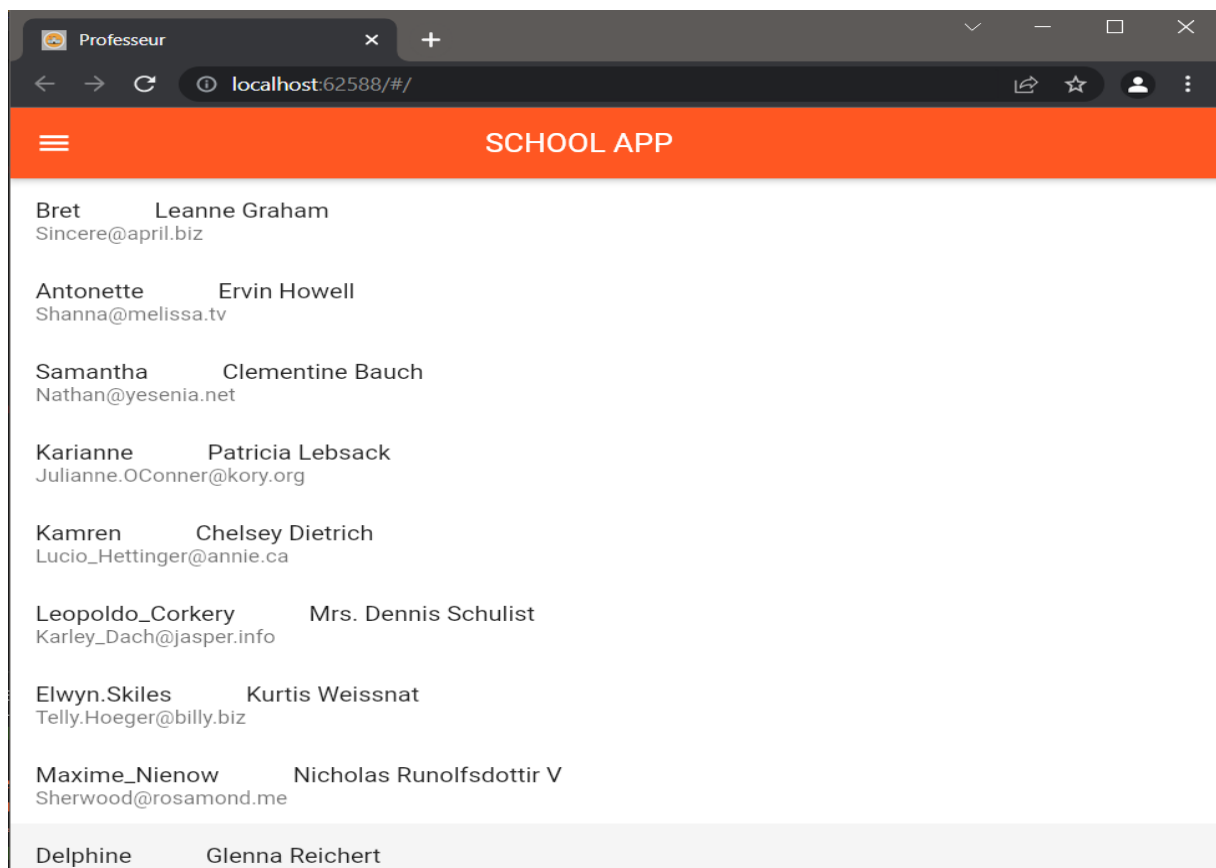 Professeur
localhost:62588/#/
SCHOOL APP
Bret Leanne Graham
Sincere@april.biz
Antonette Ervin Howell
Shanna@melissa.tv
Samantha Clementine Bauch
Nathan@yesenia.net
Karianne Patricia Lebsack
Julianne.OConner@kory.org
Kamren Chelsey Dietrich
Lucio_Hettinger@annie.ca
Leopoldo_Corkery Mrs. Dennis Schulist
Karley_Dach@jasper.info
Elwyn.Skiles Kurtis Weissnat
Telly.Hoeger@billy.biz
Maxime_Nienow Nicholas Runolfsdottir V
Sherwood@rosamond.me
Delphine Glenna Reichert